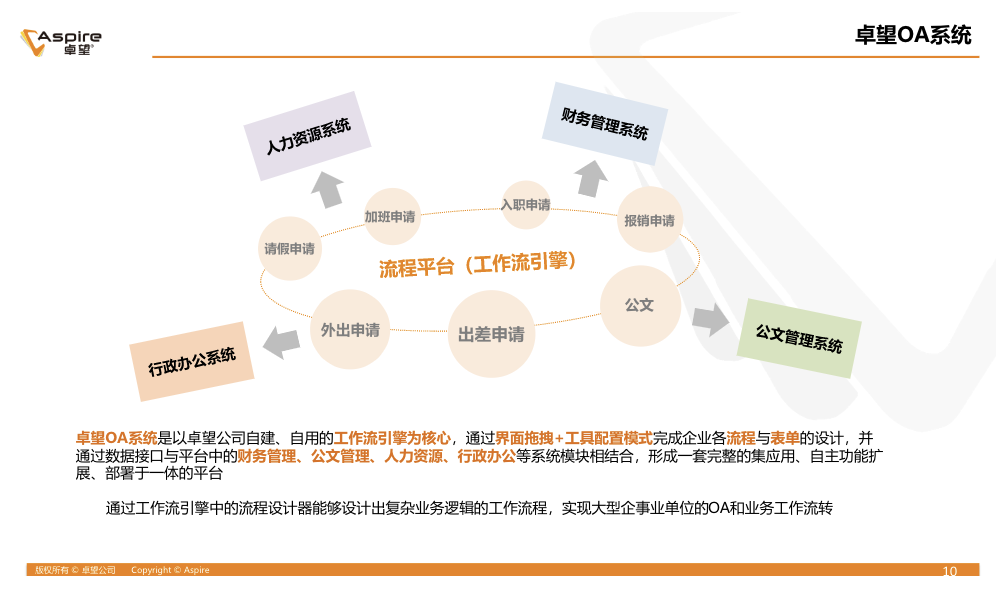 Aspire
卓望®
卓望OA系统
人力资源系统
财务管理系统
加班申请
入职申请
报销申请
请假申请
流程平台（工作流引擎）
公文
外出申请
出差申请
公文管理系统
行政办公系统
卓望OA系统是以卓望公司自建、自用的工作流引擎为核心，通过界面拖拽+工具配置模式完成企业各流程与表单的设计，并
通过数据接口与平台中的财务管理、公文管理、人力资源、行政办公等系统模块相结合，形成一套完整的集应用、自主功能扩
展、部署于一体的平台
通过工作流引擎中的流程设计器能够设计出复杂业务逻辑的工作流程，实现大型企事业单位的OA和业务工作流转
版权所有 © 卓望公司 Copyright © Aspire
10